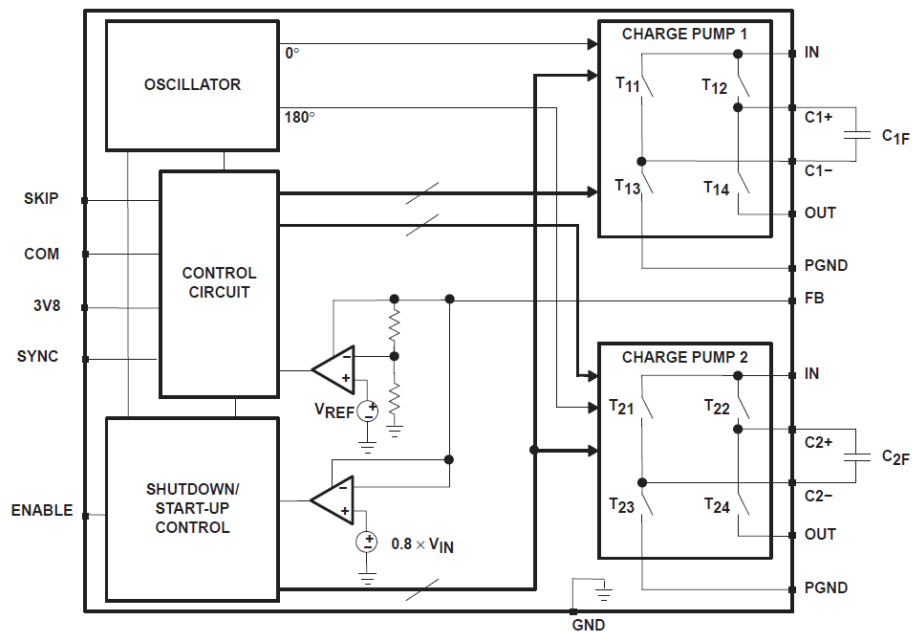 CHARGE PUMP 1
IN
0°
OSCILLATOR
T11
T12
180°
C1+
C1F
C1−
T13
T14
SKIP
OUT
COM
CONTROL
CIRCUIT
PGND
3V8
FB
SYNC
CHARGE PUMP 2
IN
VREF
T21
T22
C2+
C2F
SHUTDOWN/
START-UP
CONTROL
C2−
ENABLE
T23
T24
0.8 × VIN
OUT
PGND
GND